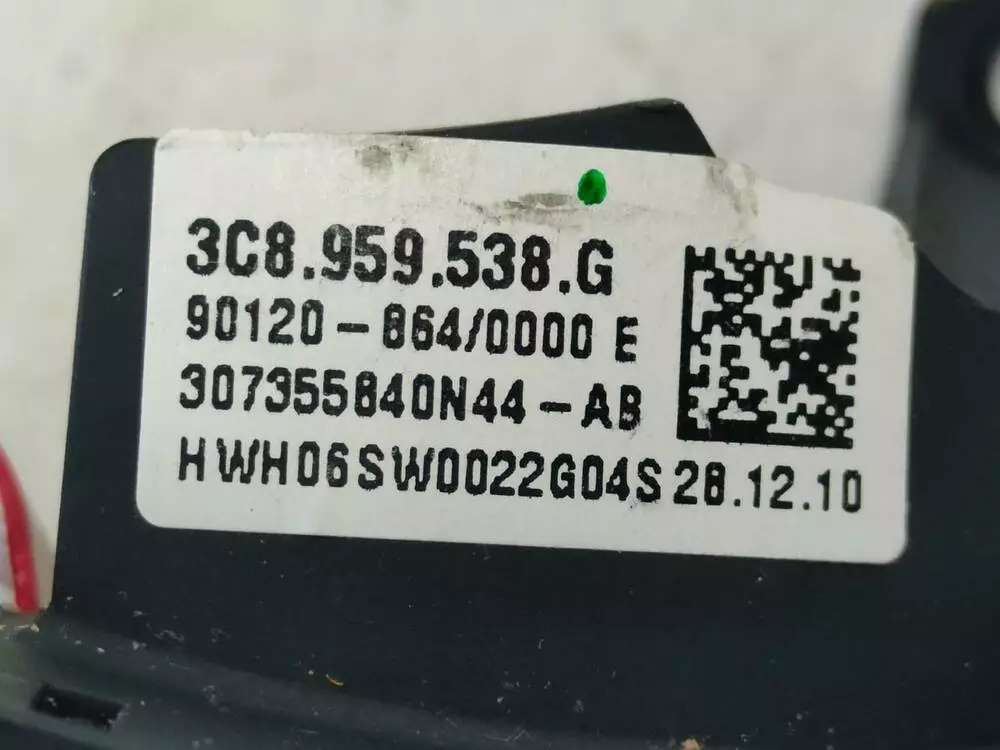 3C8.959.538.G
90120-864/0000 E
307355840N44-AB
HWH06SW0022G04S 28.12.10